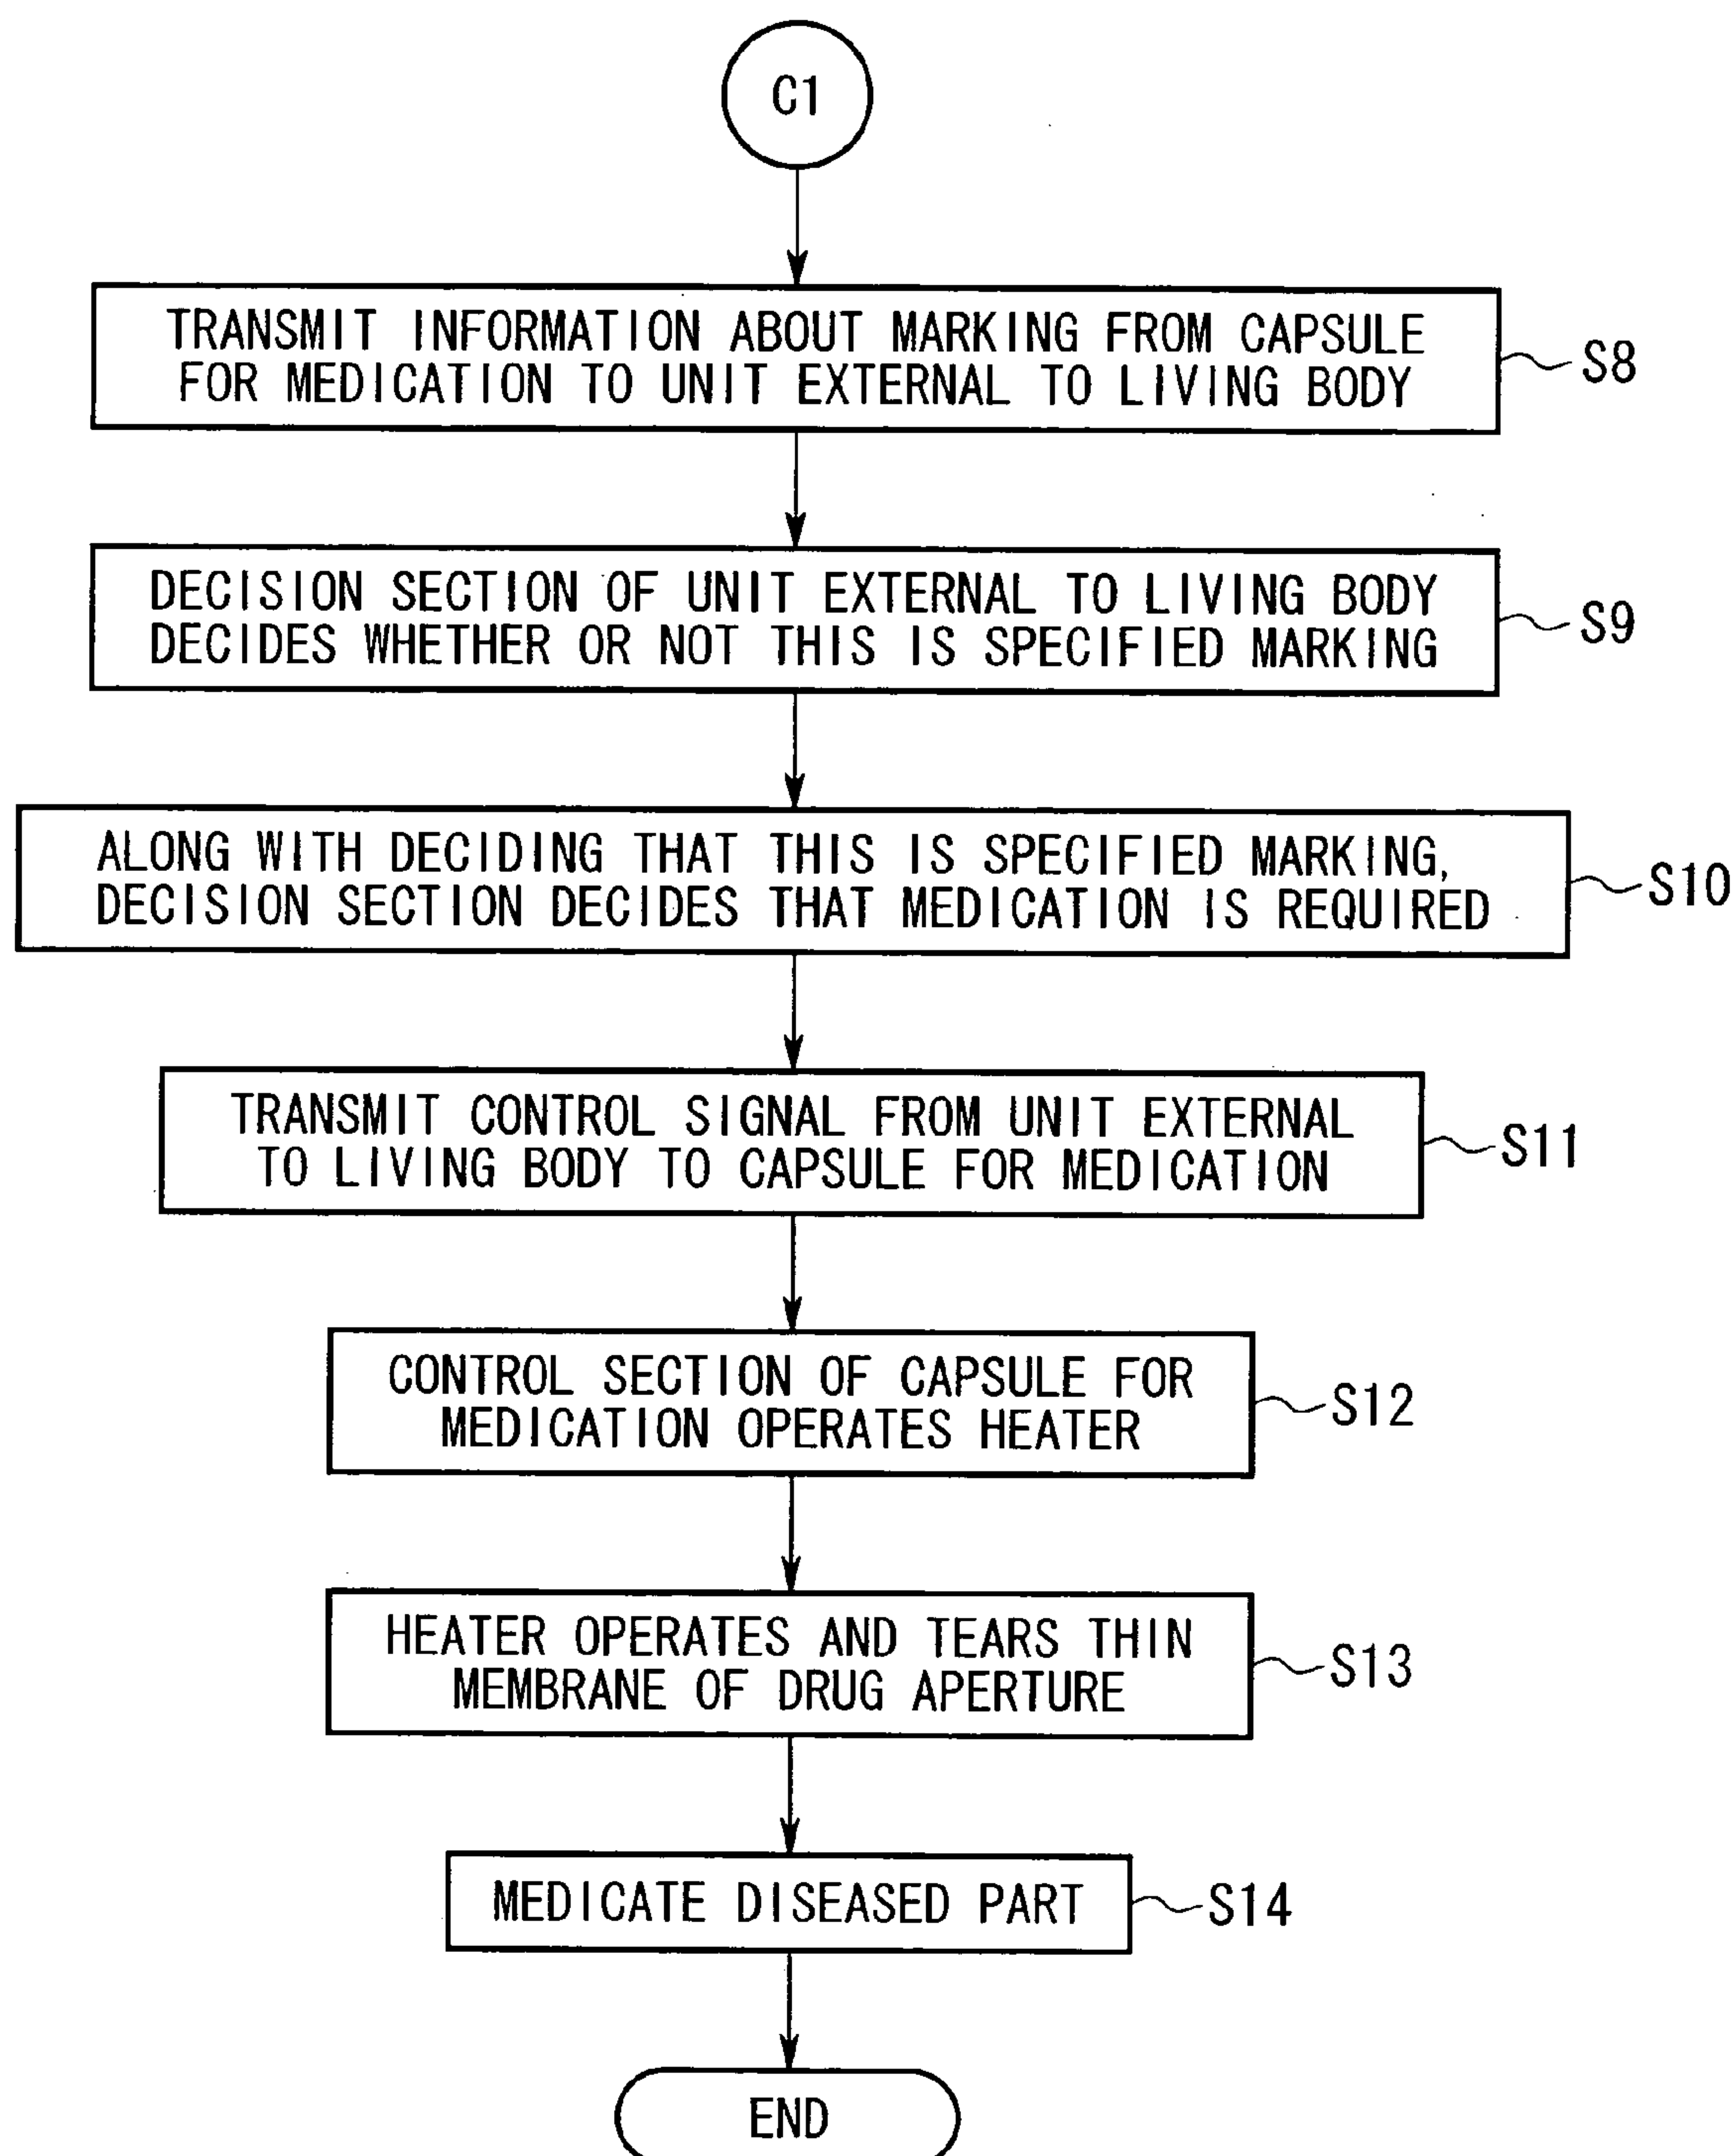 C1
TRANSMIT INFORMATION ABOUT MARKING FROM CAPSULE
FOR MEDICATION TO UNIT EXTERNAL TO LIVING BODY
S8
DECISION SECTION OF UNIT EXTERNAL TO LIVING BODY
DECIDES WHETHER OR NOT THIS IS SPECIFIED MARKING
S9
ALONG WITH DECIDING THAT THIS IS SPECIFIED MARKING,
DECISION SECTION DECIDES THAT MEDICATION IS REQUIRED
S10
TRANSMIT CONTROL SIGNAL FROM UNIT EXTERNAL
TO LIVING BODY TO CAPSULE FOR MEDICATION
S11
CONTROL SECTION OF CAPSULE FOR
MEDICATION OPERATES HEATER
S12
HEATER OPERATES AND TEARS THIN
MEMBRANE OF DRUG APERTURE
S13
MEDICATE DISEASED PART
S14
END